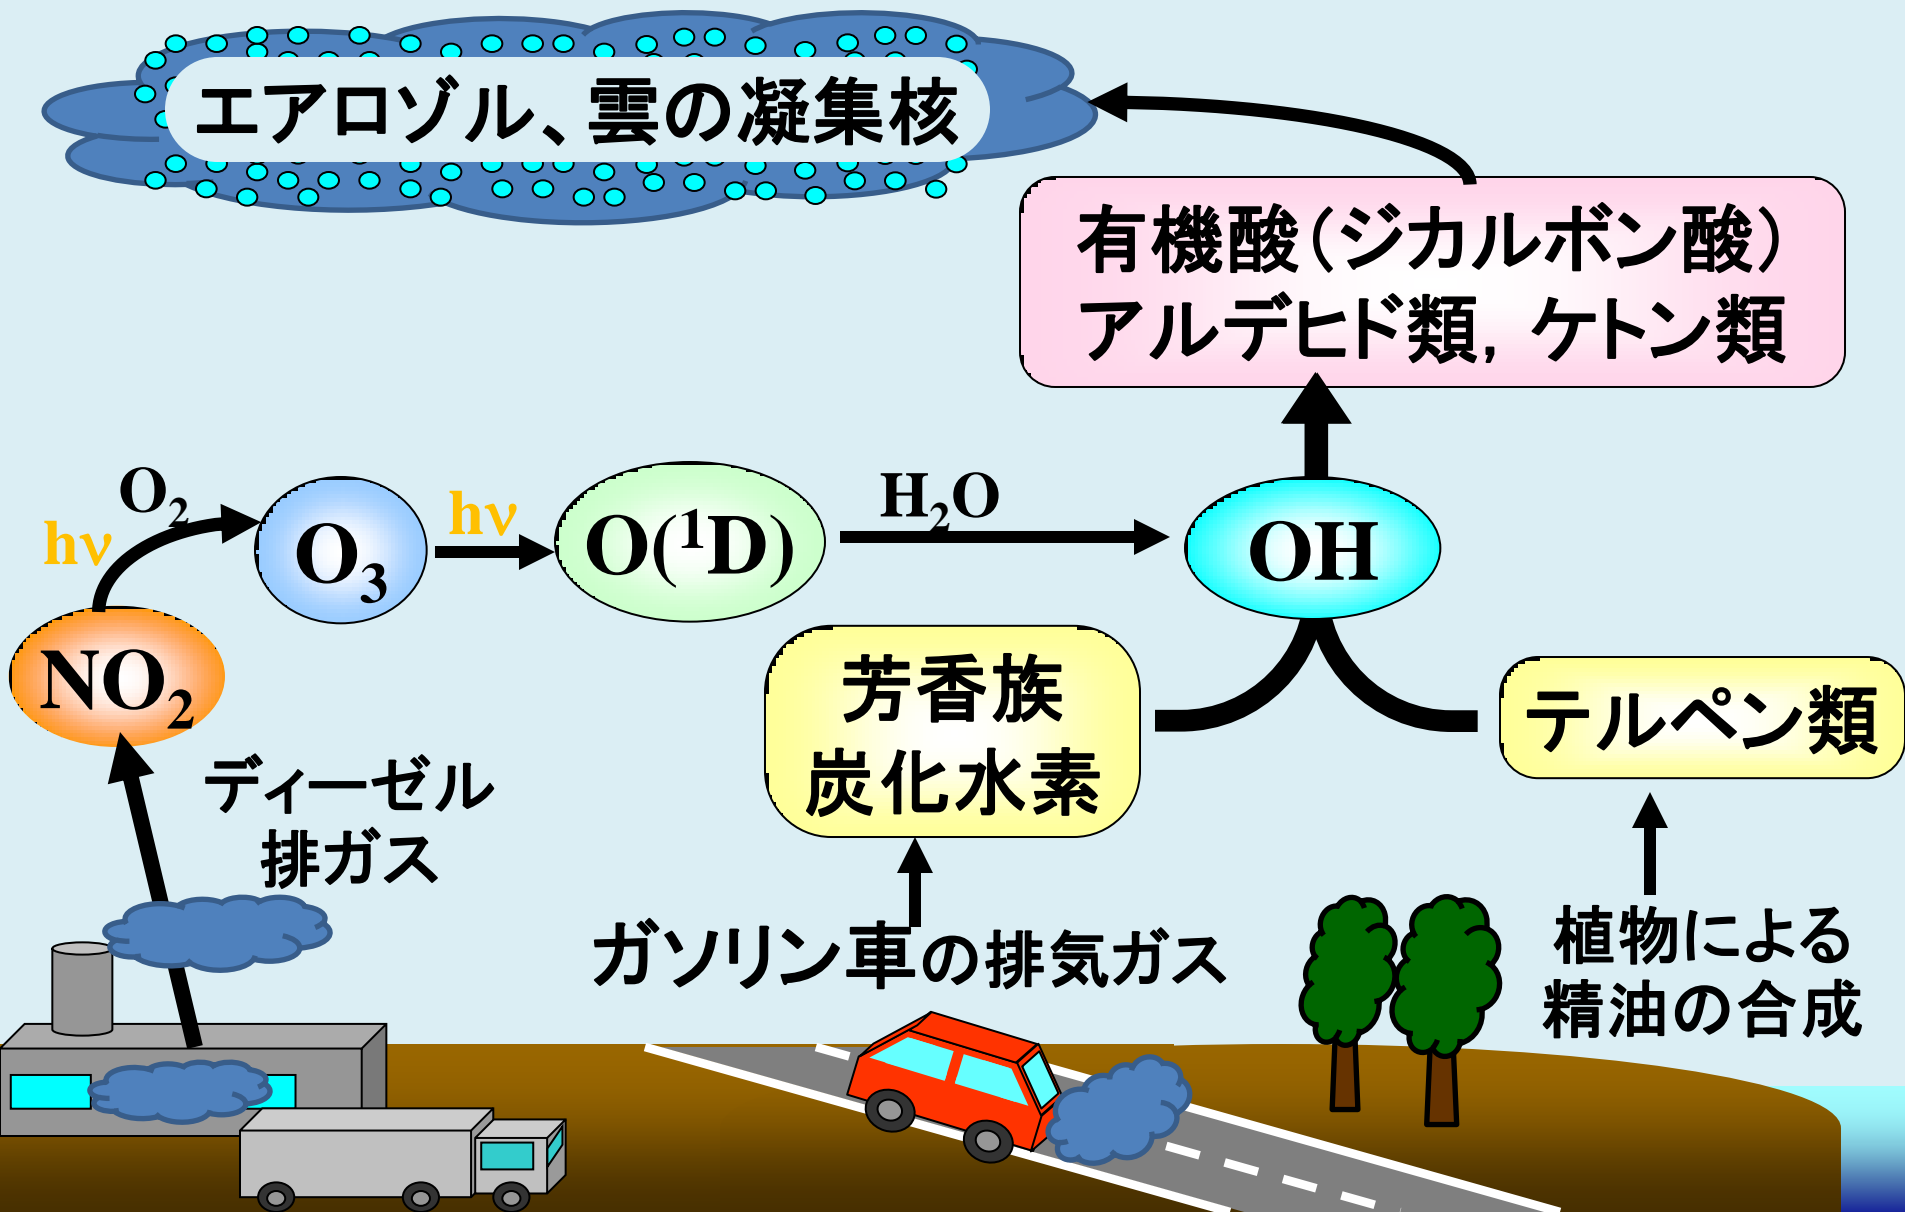 エアロゾル、雲の凝集核
有機酸（ジカルボン酸）
アルデヒド類，ケトン類
O₂
hν
O₃
hν
O(¹D)
H₂O
OH
NO₂
芳香族
炭化水素
テルペン類
ディーゼル
排ガス
ガソリン車の排気ガス
植物による
精油の合成